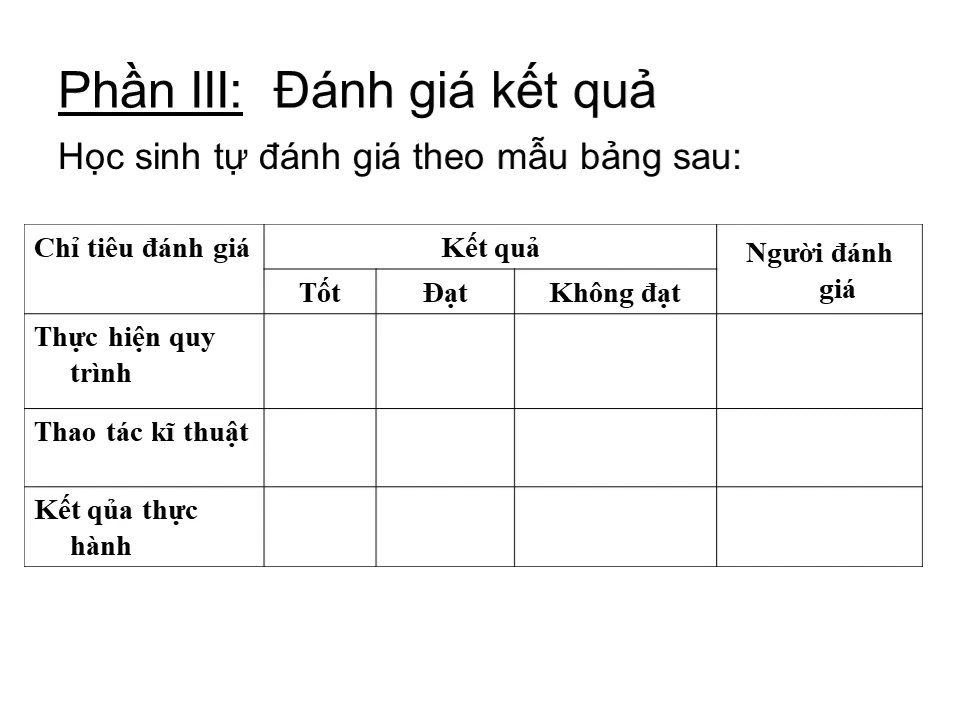 Phần III: Đánh giá kết quả
Học sinh tự đánh giá theo mẫu bảng sau:
Chỉ tiêu đánh giá
Kết quả
Người đánh
giá
Tốt
Đạt
Không đạt
Thực hiện quy
trình
Thao tác kĩ thuật
Kết qủa thực
hành